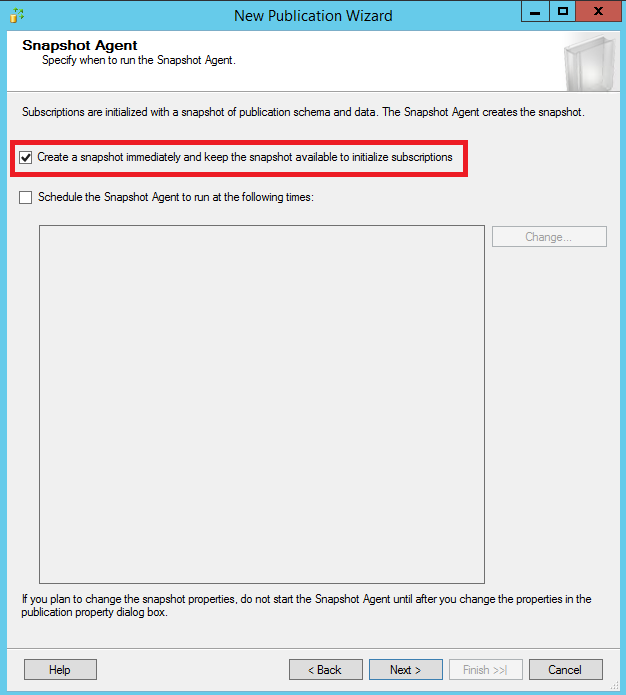 New Publication Wizard
Snapshot Agent
Specify when to run the Snapshot Agent.
Subscriptions are initialized with a snapshot of publication schema and data. The Snapshot Agent creates the snapshot.
Create a snapshot immediately and keep the snapshot available to initialize subscriptions
Schedule the Snapshot Agent to run at the following times:
Change...
If you plan to change the snapshot properties, do not start the Snapshot Agent until after you change the properties in the
publication property dialog box.
Help
< Back
Next >
Finish >>|
Cancel